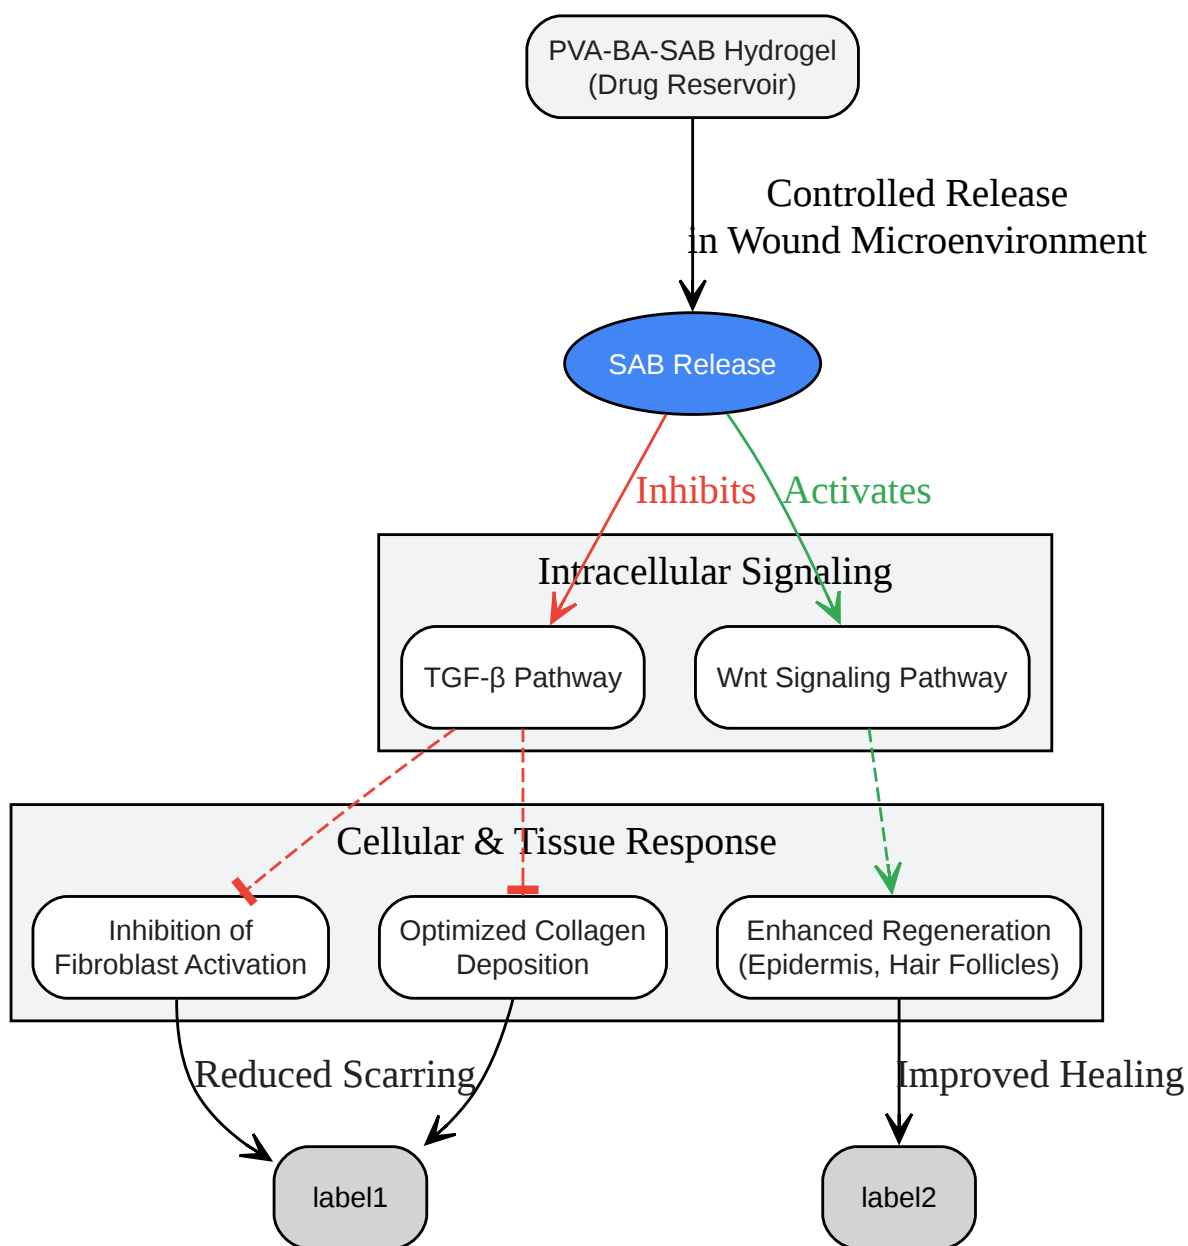 PVA-BA-SAB Hydrogel
(Drug Reservoir)
Controlled Release
in Wound Microenvironment
SAB Release
Inhibits
Activates
Intracellular Signaling
TGF-β Pathway
Wnt Signaling Pathway
Cellular & Tissue Response
Inhibition of
Fibroblast Activation
Optimized Collagen
Deposition
Enhanced Regeneration
(Epidermis, Hair Follicles)
Reduced Scarring
Improved Healing
label1
label2